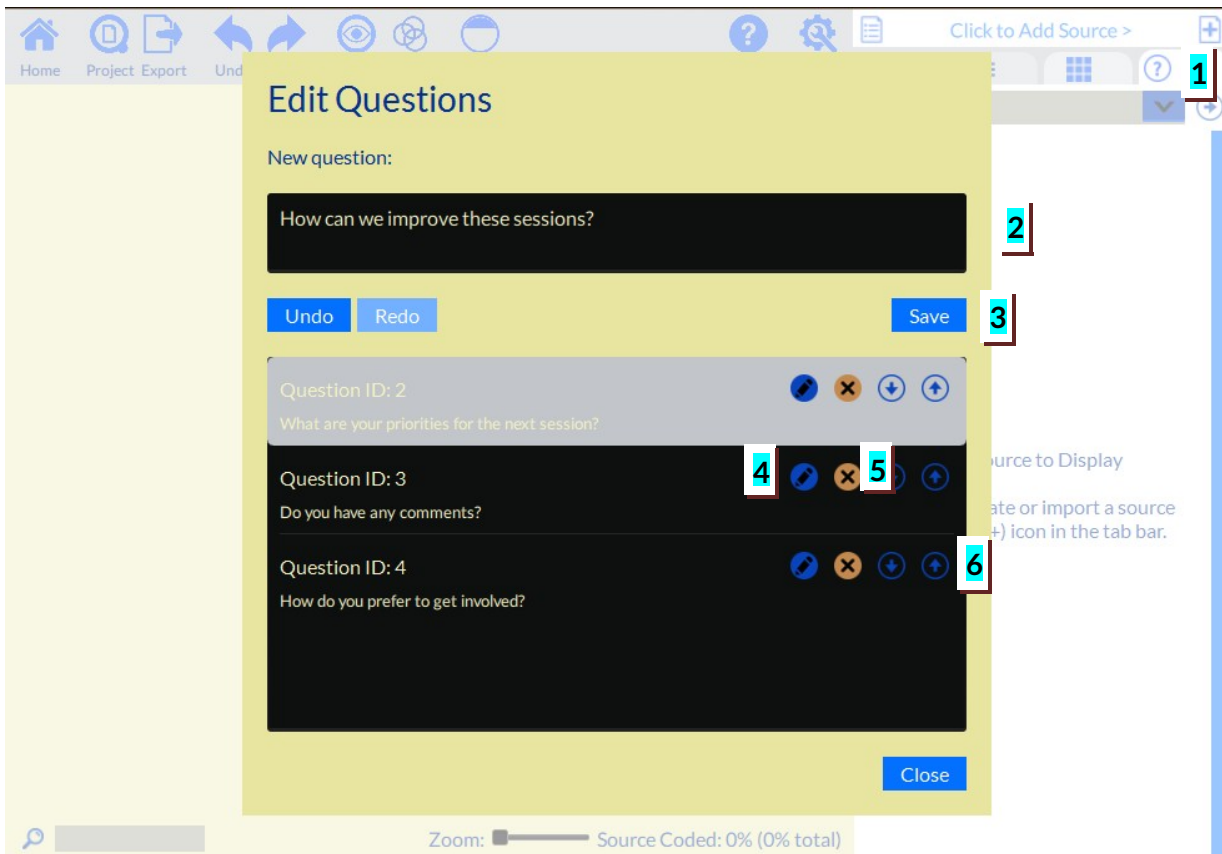 Click to Add Source >
Home Project Export Und
1
Edit Questions
New question:
How can we improve these sessions?
2
Undo Redo Save 3
Question ID: 2
What are your priorities for the next session?
urce to Display
4 5
Question ID: 3
Do you have any comments?
ate or import a source
+) icon in the tab bar.
Question ID: 4 6
How do you prefer to get involved?
Close
Zoom: Source Coded: 0% (0% total)